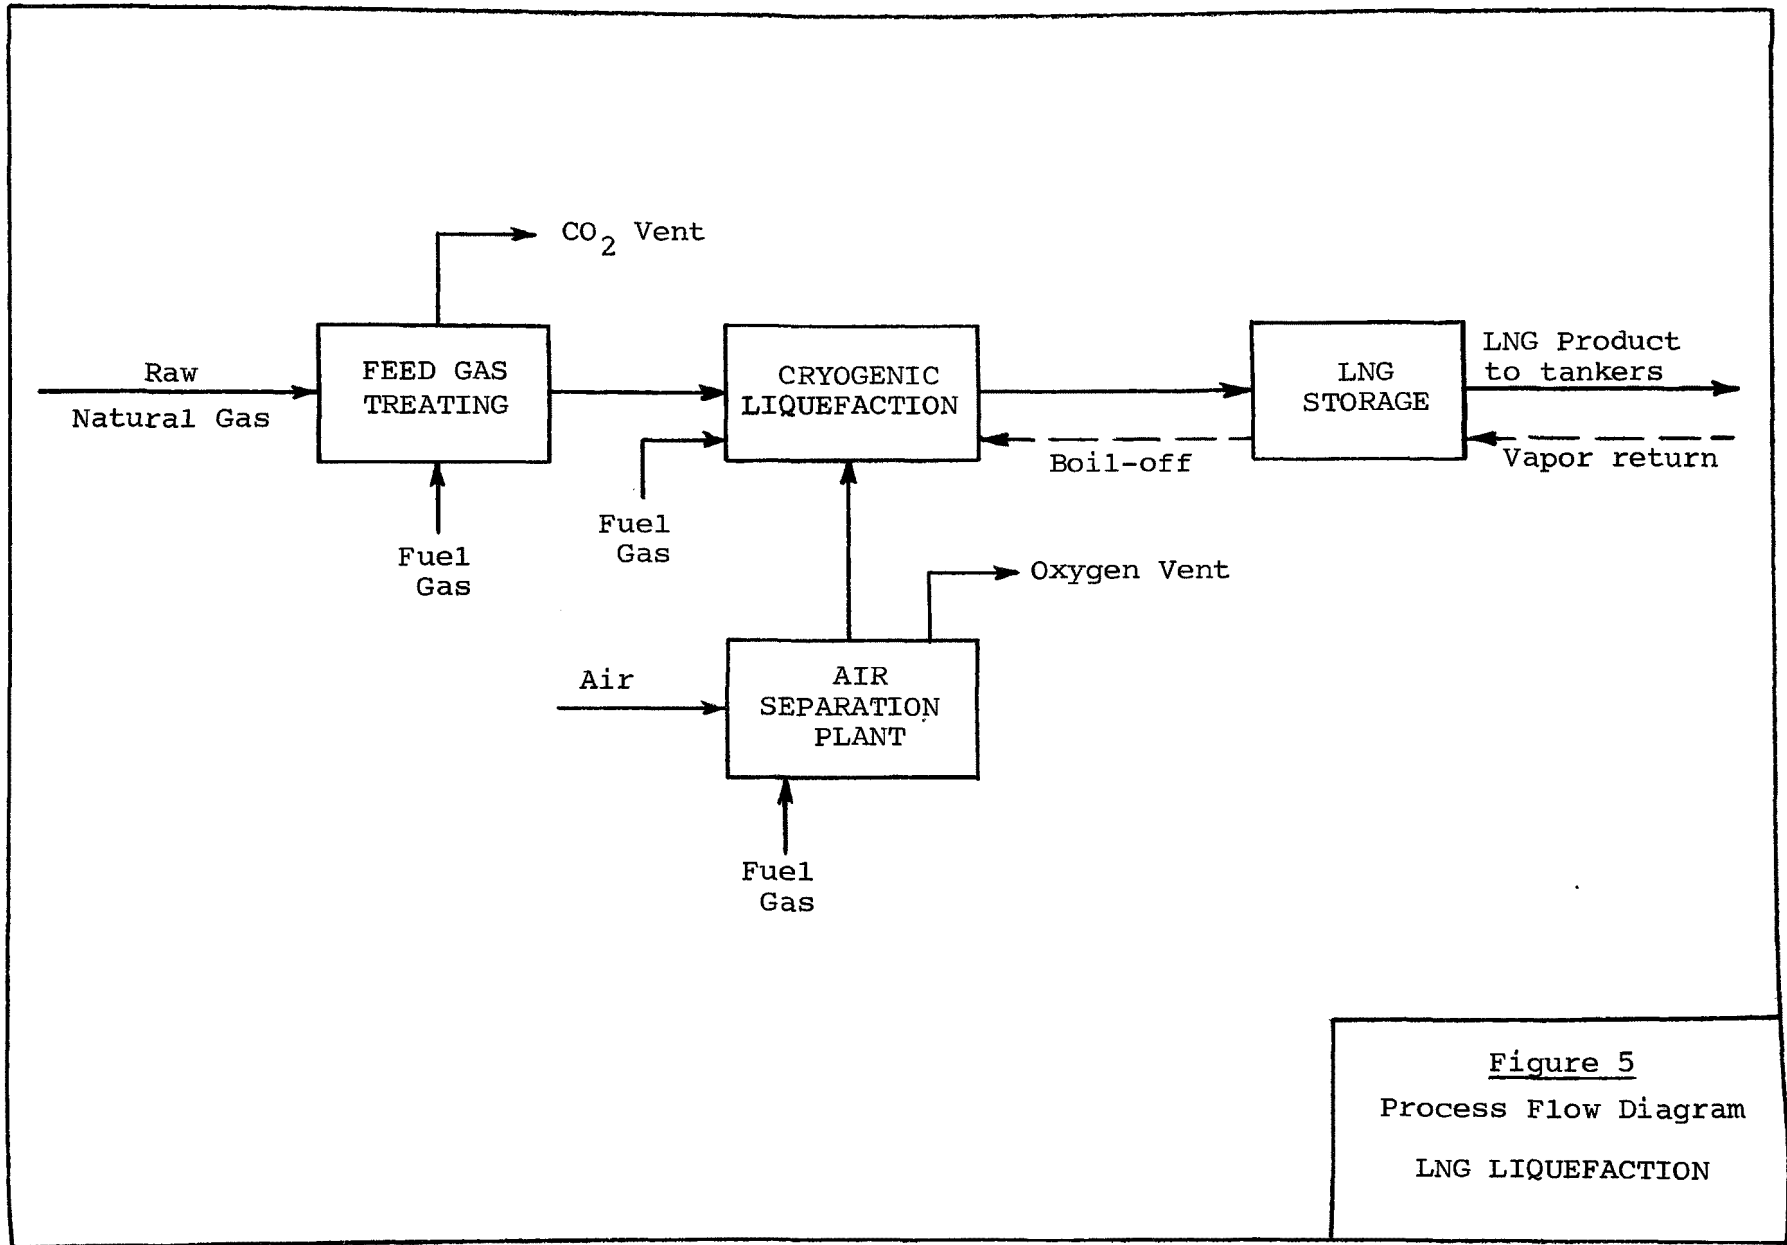 CO₂ Vent
Raw
Natural Gas
FEED GAS
TREATING
CRYOGENIC
LIQUEFACTION
LNG
STORAGE
LNG Product
to tankers
Boil-off
Vapor return
Fuel
Gas
Fuel
Gas
Oxygen Vent
Air
AIR
SEPARATION
PLANT
Fuel
Gas
Figure 5
Process Flow Diagram
LNG LIQUEFACTION